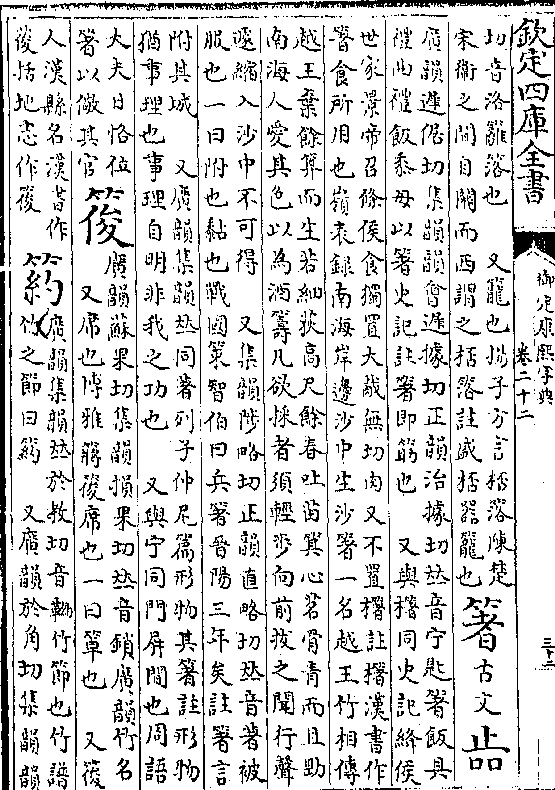 欽定四庫全書
御定康熙字典
卷二十二
切音洛籬落也 又籠也揚子方言桮落陳楚
宋衛之間自關而西謂之桮落註盛桮器籠也
箸 古文
廣韻遲倨切集韻韻會遲據切正韻治據切𠀤音宁匙箸飯具
禮曲禮飯黍毋以箸史記註箸即筯也 又與櫡同史記絳侯
世家景帝召條侯食獨置大胾無切肉又不置櫡註櫡漢書作
箸食所用也嶺表錄南海岸邊沙中生沙箸一名越王竹相傳
越王棄餘算而生若細荻高尺餘春吐苗其心若骨青而且勁
南海人愛其色以為酒籌凡欲採者須輕步向前拔之聞行聲
遽縮入沙中不可得 又集韻陟略切正韻直略切𠀤音著被
服也一曰附也黏也戰國策智伯曰兵箸晉陽三年矣註箸言
附其城 又廣韻集韻𠀤同著列子仲尼篇形物其箸註形物
猶事理也事理自明非我之功也 又與宁同門屏間也周語
大夫日恪位
箸以儆其官
䈗
廣韻蘇果切集韻損果切𠀤音鎖廣韻竹名
又席也博雅䈗席也一曰簞也 又䈗
人漢縣名漢書作
葰括地志作䈗
箹
廣韻集韻𠀤於教切音靿竹節也竹譜
竹之節曰箹 又廣韻於角切集韻韻